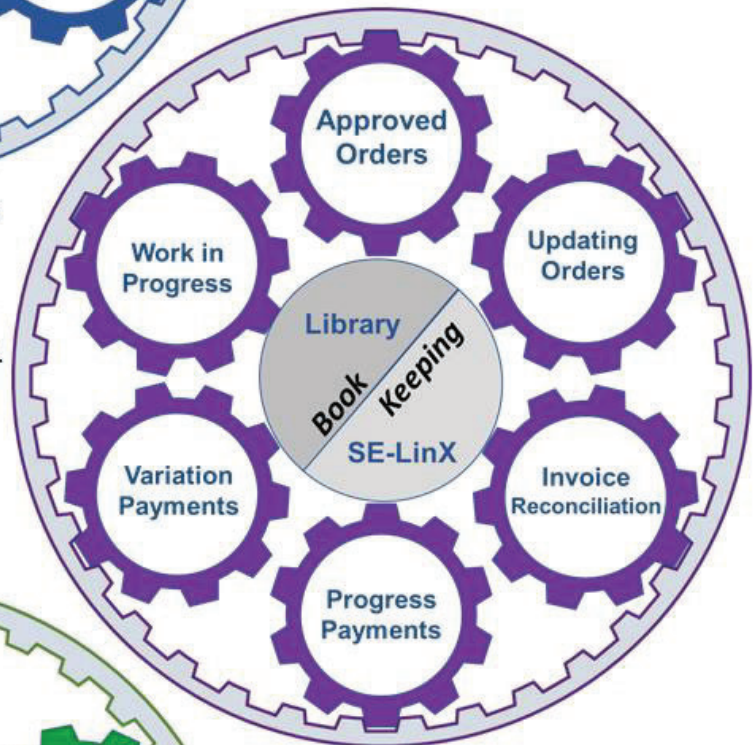 Approved
Orders
Updating
Orders
Work in
Progress
Library
Book
Keeping
SE-LinX
Variation
Payments
Invoice
Reconciliation
Progress
Payments